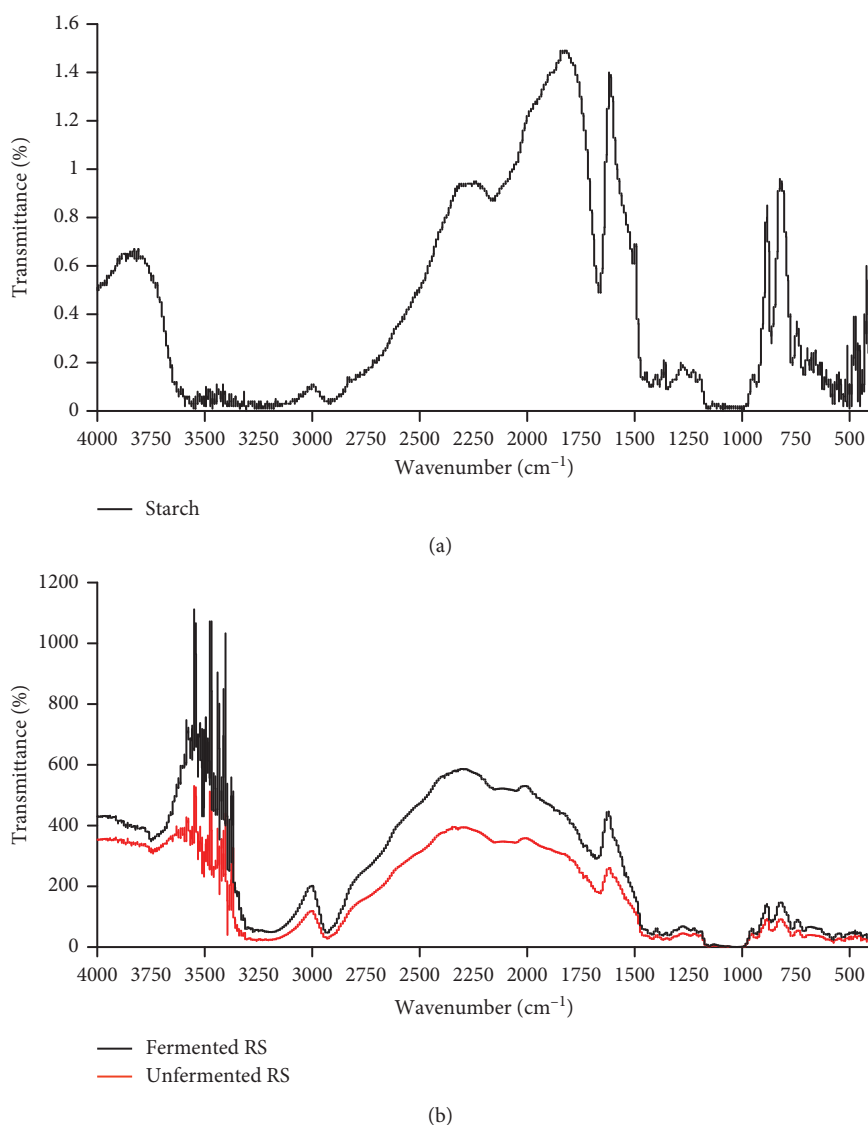 1.6
1.4
1.2
1
0.8
0.6
0.4
0.2
0
Transmittance (%)
4000 3750 3500 3250 3000 2750 2500 2250 2000 1750 1500 1250 1000 750 500
Wavenumber (cm⁻¹)
Starch
(a)
1200
1000
800
600
400
200
0
Transmittance (%)
4000 3750 3500 3250 3000 2750 2500 2250 2000 1750 1500 1250 1000 750 500
Wavenumber (cm⁻¹)
Fermented RS
Unfermented RS
(b)